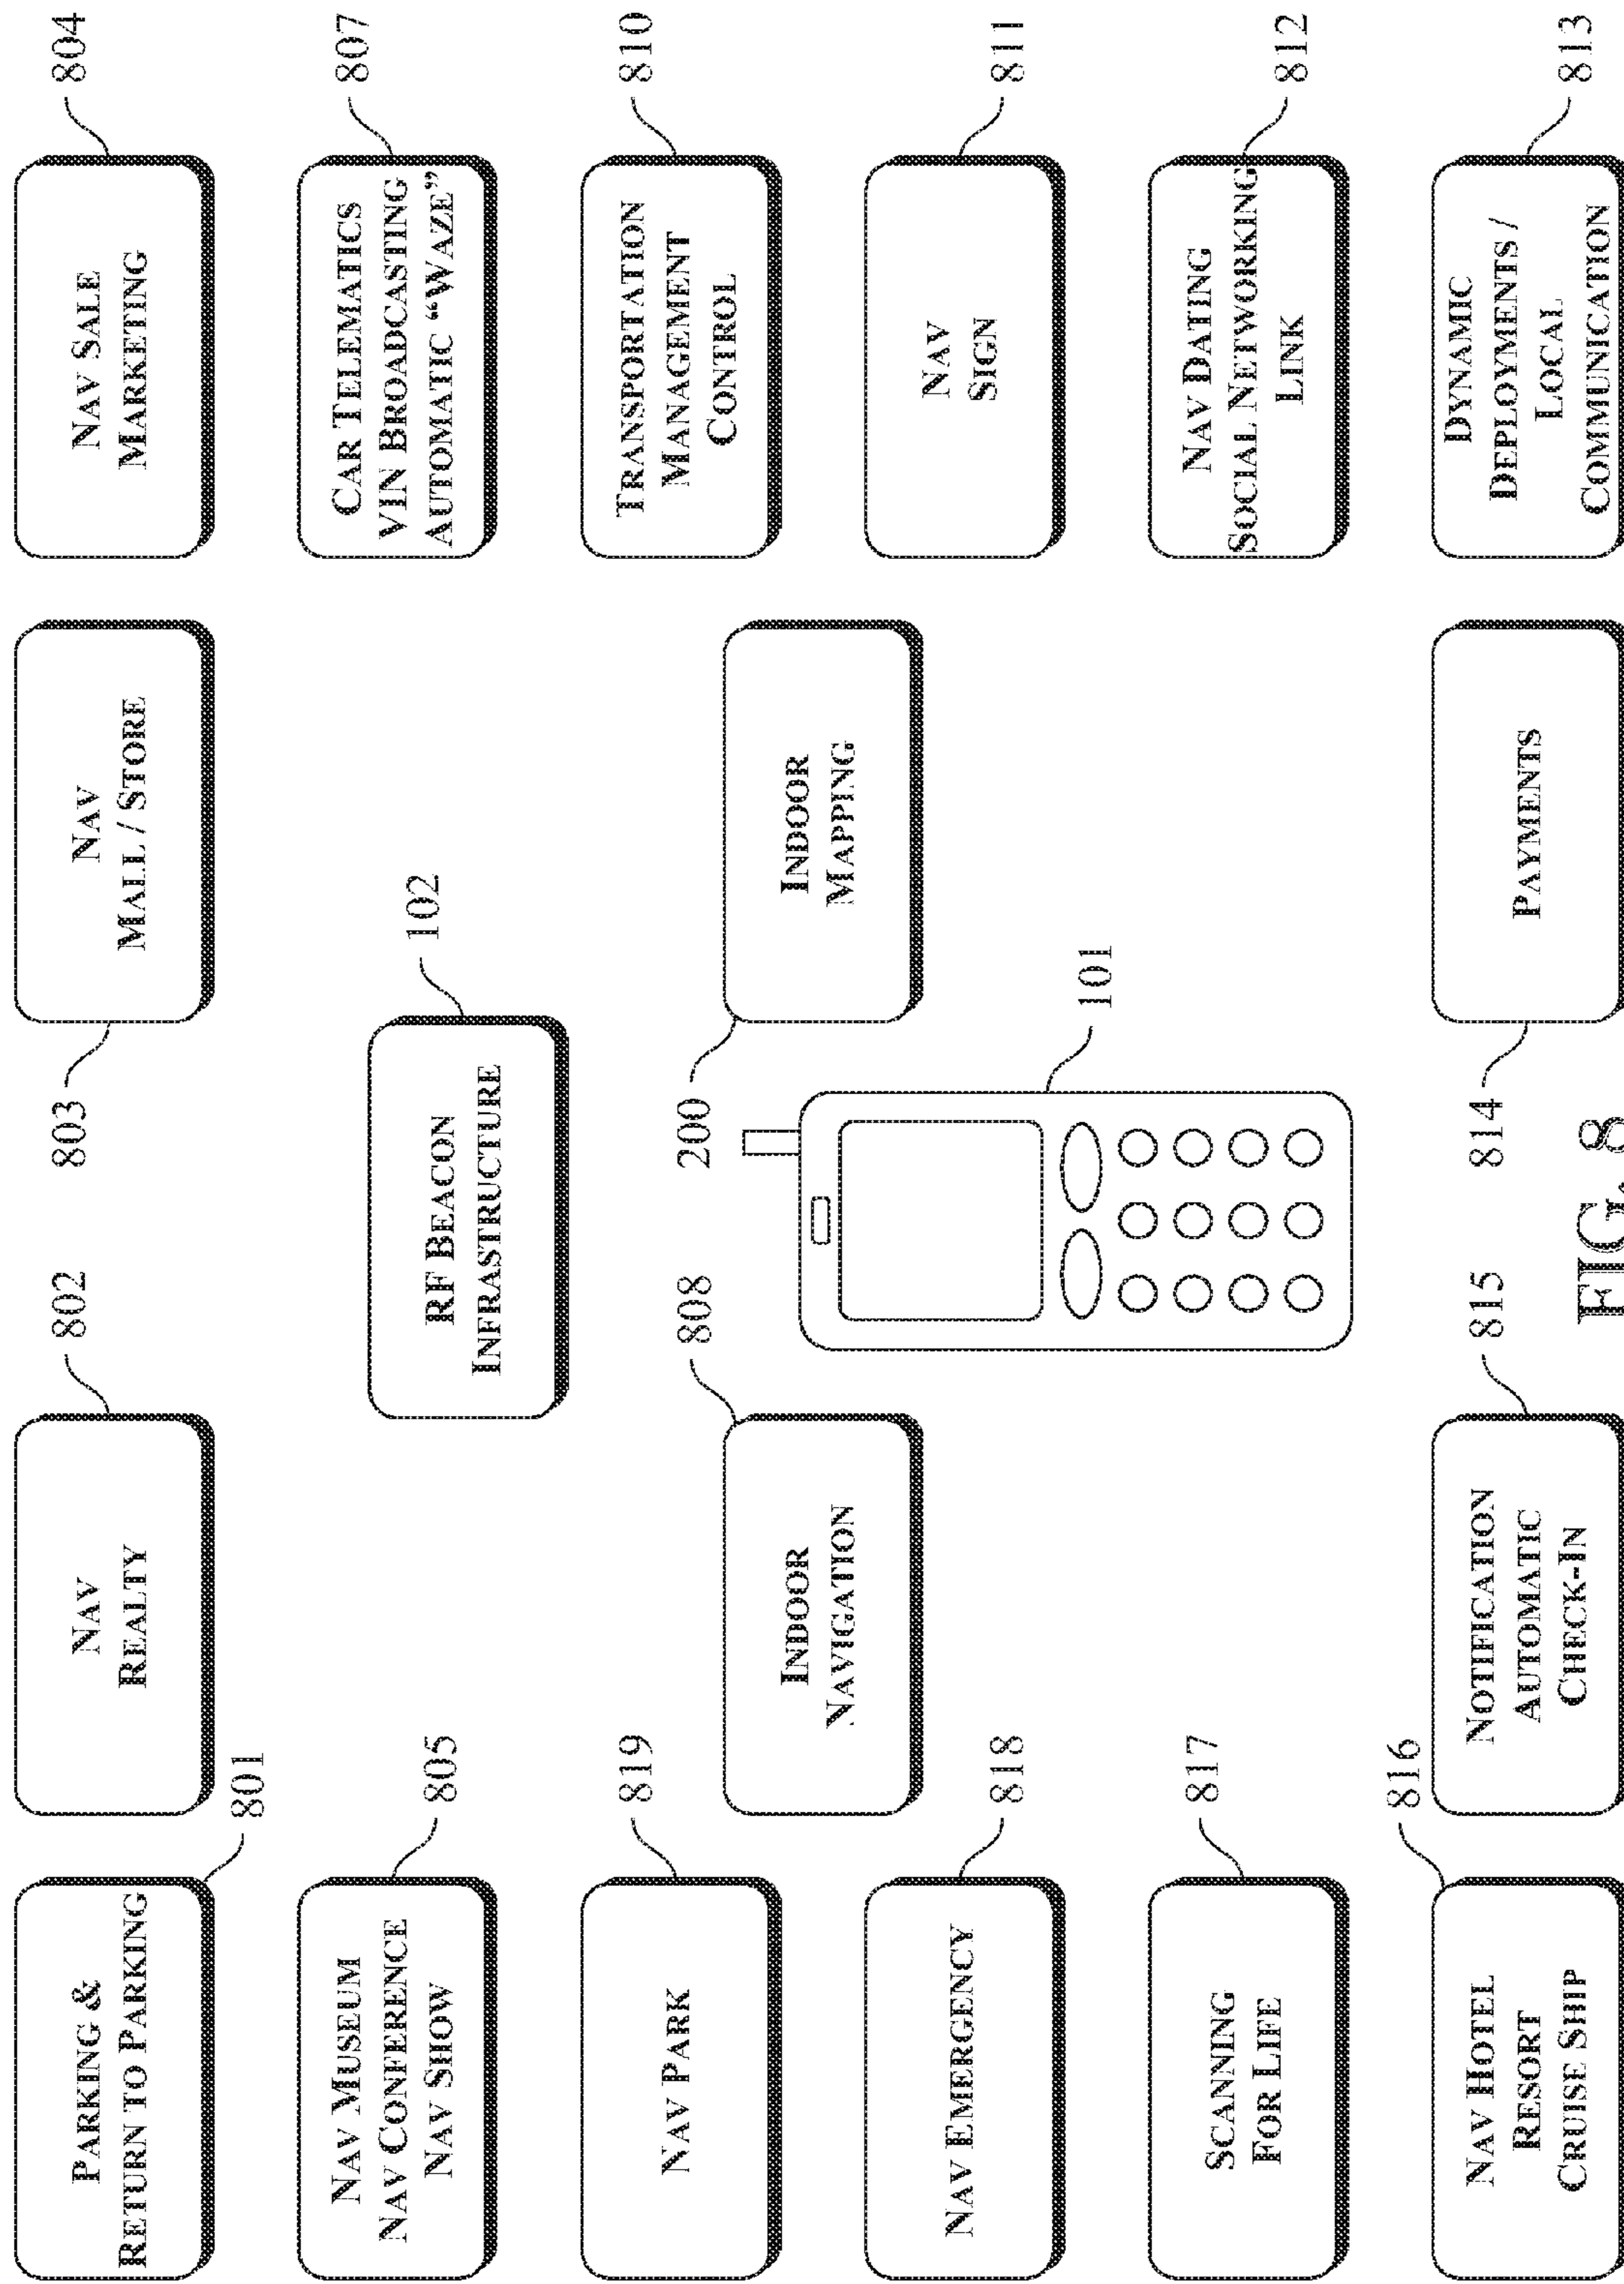 PARKING &
RETURN TO PARKING
801
NAV
REALTY
802
NAV
MALL / STORE
803
NAV SALE
MARKETING
804
NAV MUSEUM
NAV CONFERENCE
NAV SHOW
805
RF BEACON
INFRASTRUCTURE
102
CAR TELEMATICS
VIN BROADCASTING
AUTOMATIC “WAZE”
807
NAV PARK
819
INDOOR
NAVIGATION
808
200
INDOOR
MAPPING
TRANSPORTATION
MANAGEMENT
CONTROL
810
NAV EMERGENCY
818
101
NAV
SIGN
811
SCANNING
FOR LIFE
817
NAV DATING
SOCIAL NETWORKING
LINK
812
NAV HOTEL
RESORT
CRUISE SHIP
816
NOTIFICATION
AUTOMATIC
CHECK-IN
815
814
PAYMENTS
DYNAMIC
DEPLOYMENTS /
LOCAL
COMMUNICATION
813
FIG. 8